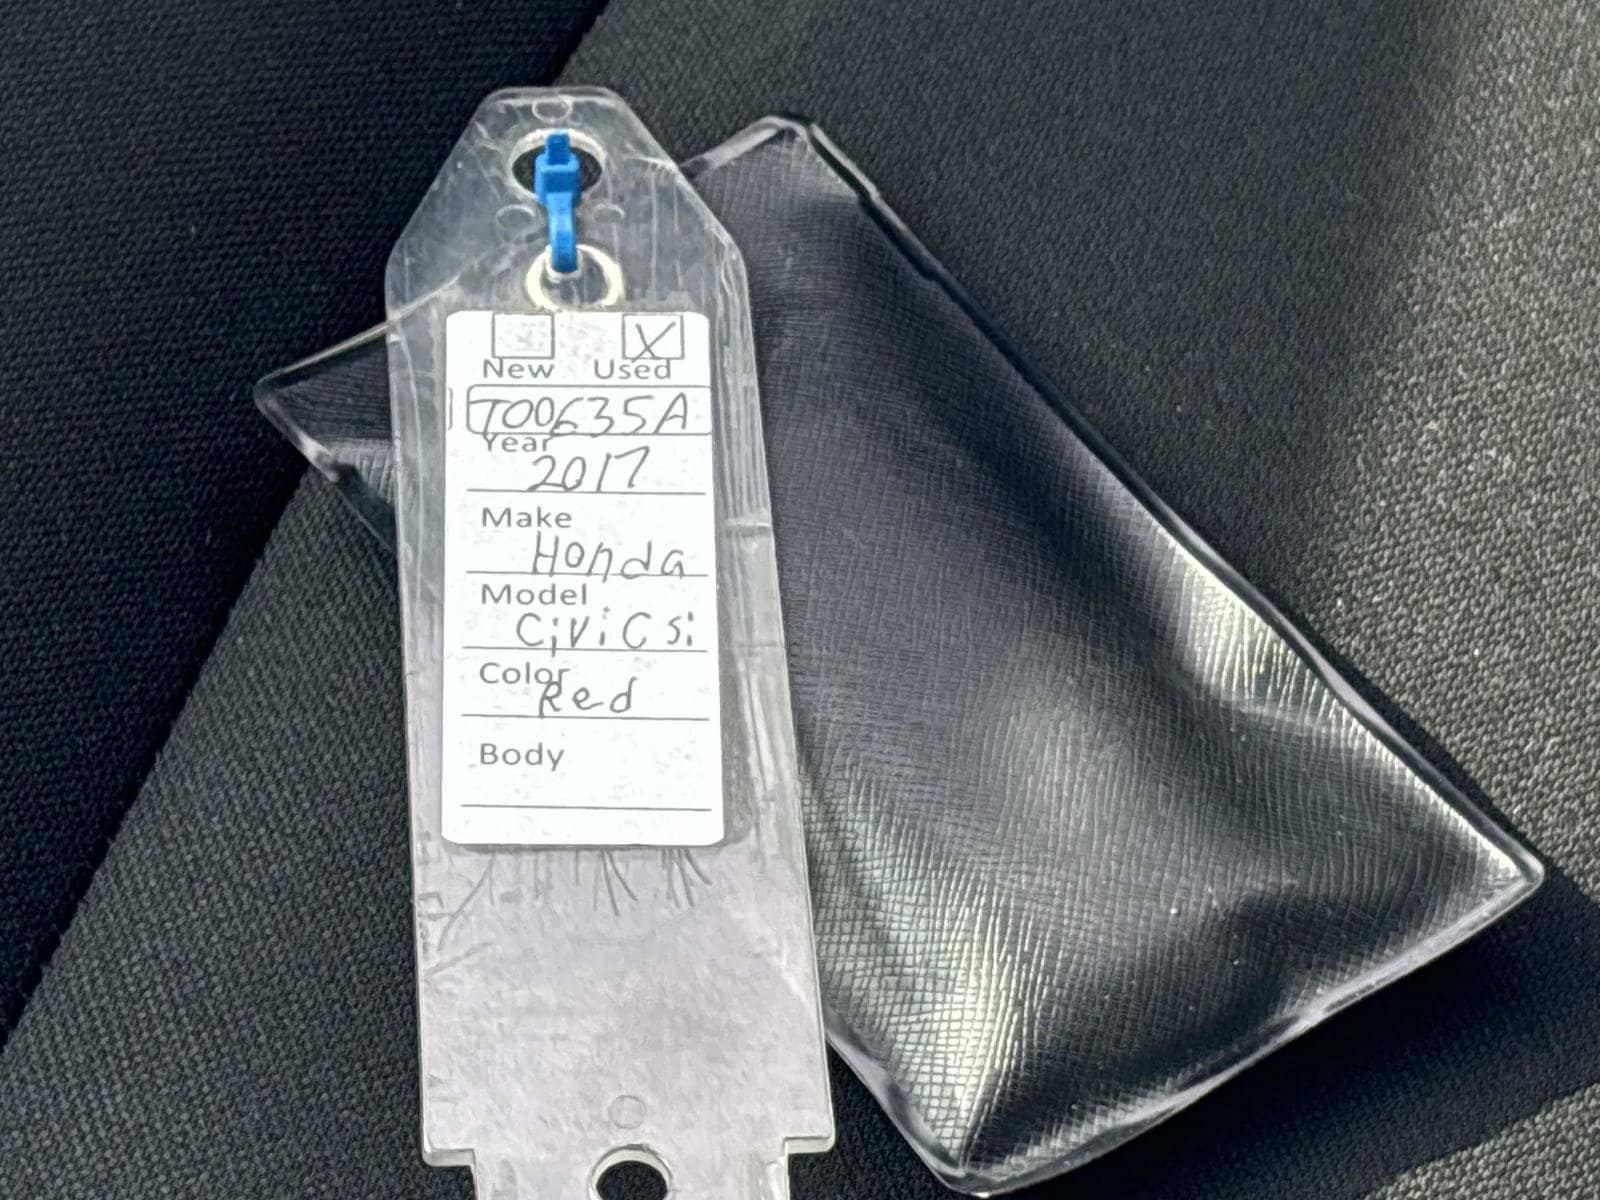 X
New Used
T00635A
Year
2017
Make
Honda
Model
Civic Si
Color
Red
Body